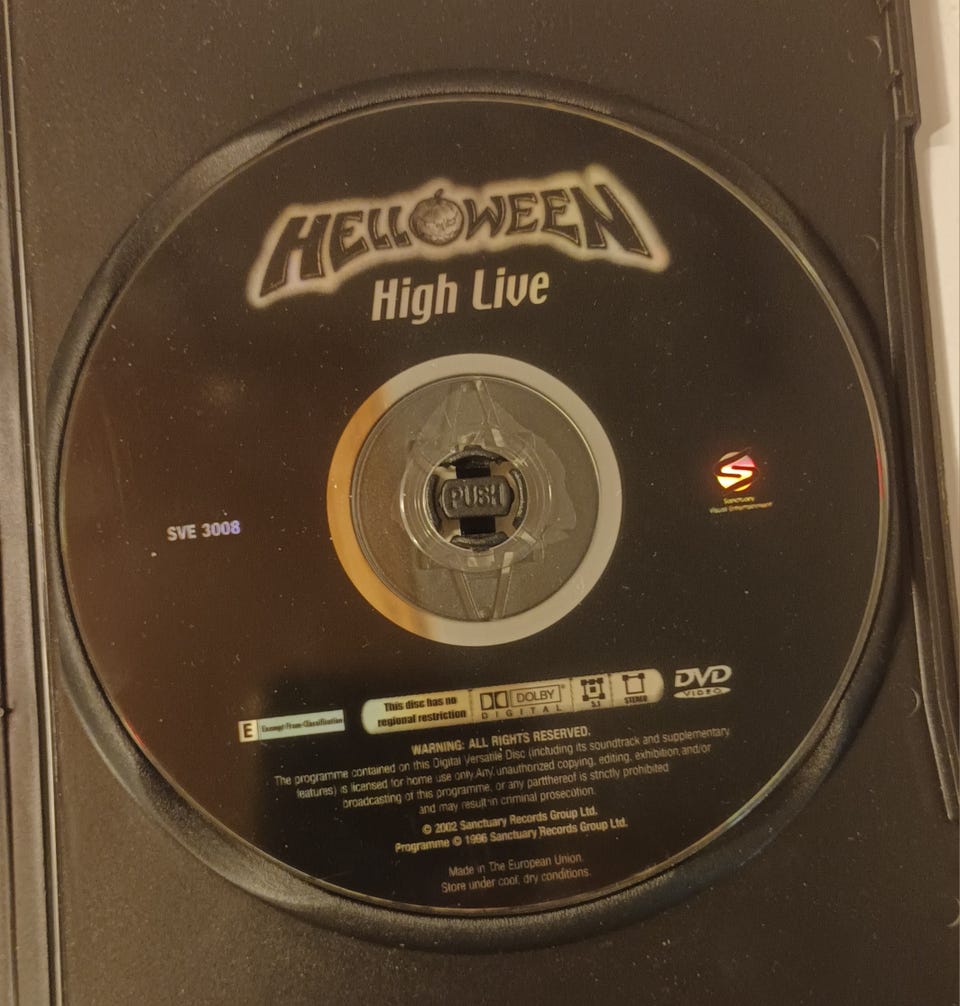 HELLOWEEN
High Live
PUSH
SVE 3008
S
Sanctuary
Visual Entertainment
E Exempt From Classification
This disc has no
regional restriction
DOLBY
DIGITAL
5.1
STEREO
DVD
VIDEO
WARNING: ALL RIGHTS RESERVED.
The programme contained on this Digital Versatile Disc (including its soundtrack and supplementary
features) is licensed for home use only.Any unauthorized copying, editing, exhibition,and/or
broadcasting of this programme, or any partthereof is strictly prohibited
and may result in criminal prosecution.
© 2002 Sanctuary Records Group Ltd.
Programme © 1996 Sanctuary Records Group Ltd.
Made in The European Union.
Store under cool, dry conditions.